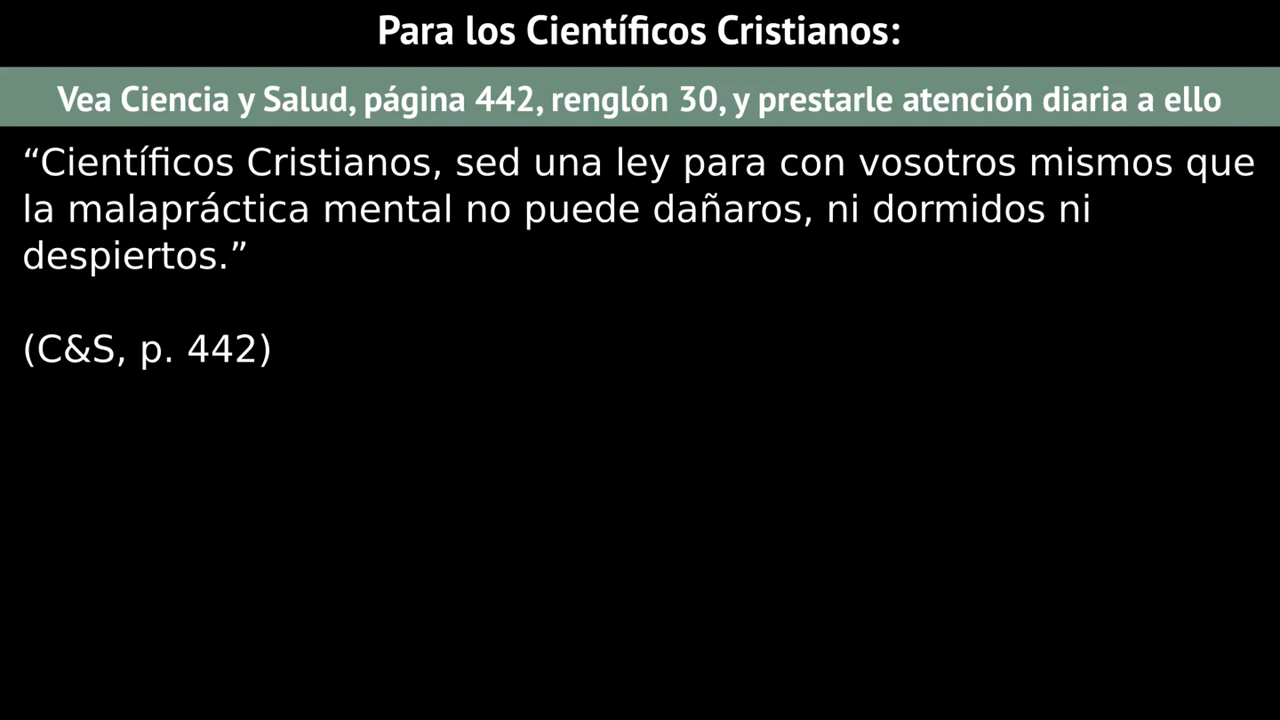 Para los Científicos Cristianos:
Vea Ciencia y Salud, página 442, renglón 30, y prestarle atención diaria a ello
“Científicos Cristianos, sed una ley para con vosotros mismos que
la malapráctica mental no puede dañaros, ni dormidos ni
despiertos.”
(C&S, p. 442)